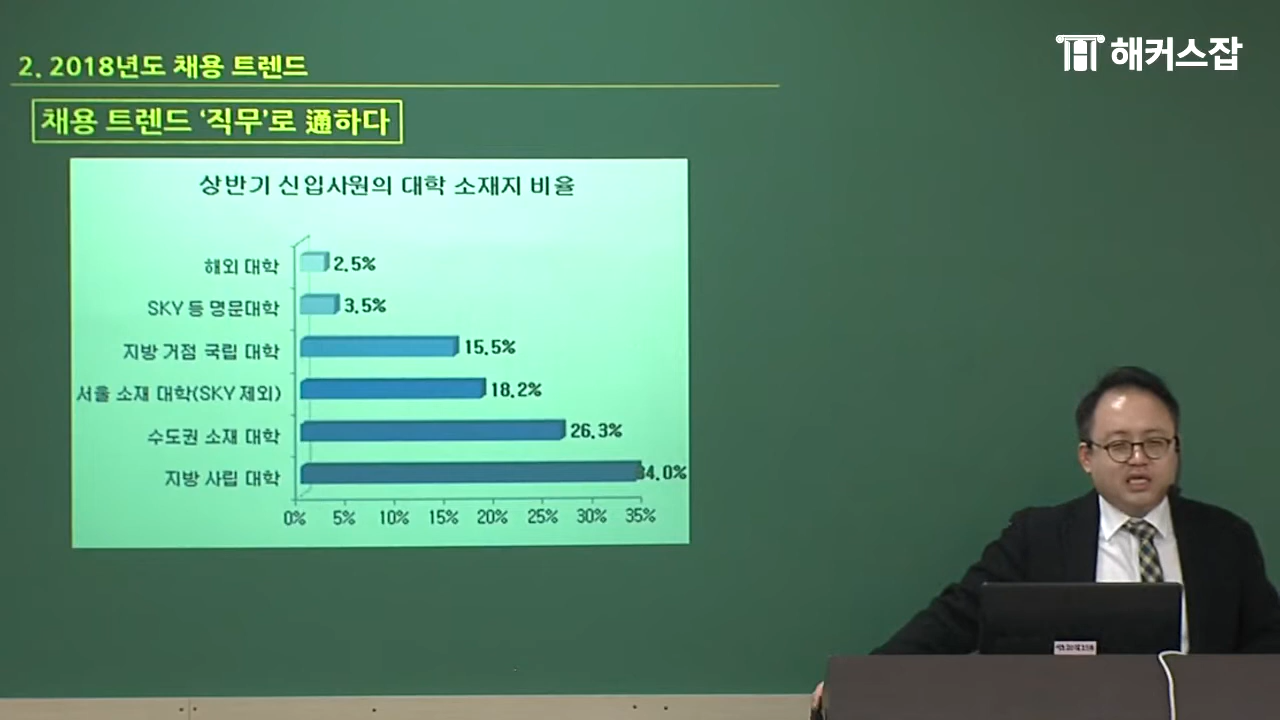 해커스잡
2. 2018년도 채용 트렌드
채용 트렌드 ‘직무’로 通하다
상반기 신입사원의 대학 소재지 비율
해외 대학 2.5%
SKY 등 명문대학 3.5%
지방 거점 국립 대학 15.5%
서울 소재 대학(SKY 제외) 18.2%
수도권 소재 대학 26.3%
지방 사립 대학 34.0%
0% 5% 10% 15% 20% 25% 30% 35%